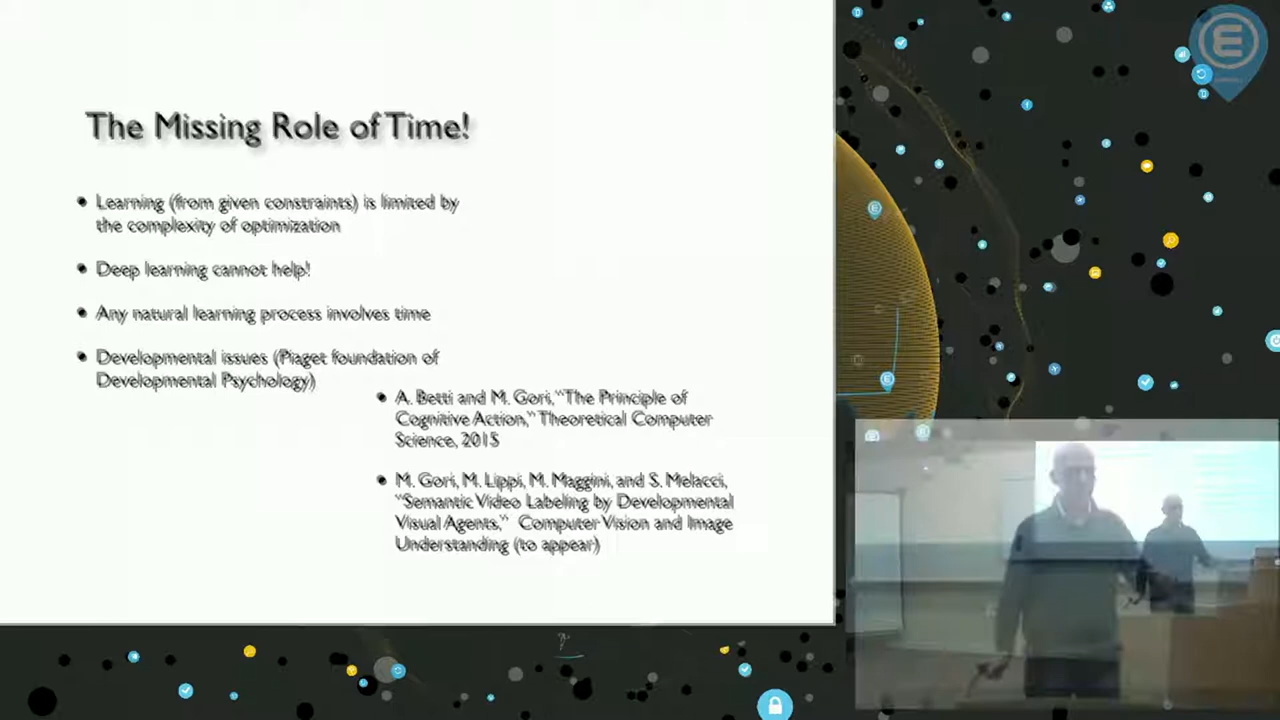 The Missing Role of Time!
• Learning (from given constraints) is limited by
the complexity of optimization
• Deep learning cannot help!
• Any natural learning process involves time
• Developmental issues (Piaget foundation of
Developmental Psychology)
• A. Betti and M. Gori, "The Principle of
Cognitive Action," Theoretical Computer
Science, 2015
• M. Gori, M. Lippi, M. Maggini, and S. Melacci,
"Semantic Video Labeling by Developmental
Visual Agents," Computer Vision and Image
Understanding (to appear)